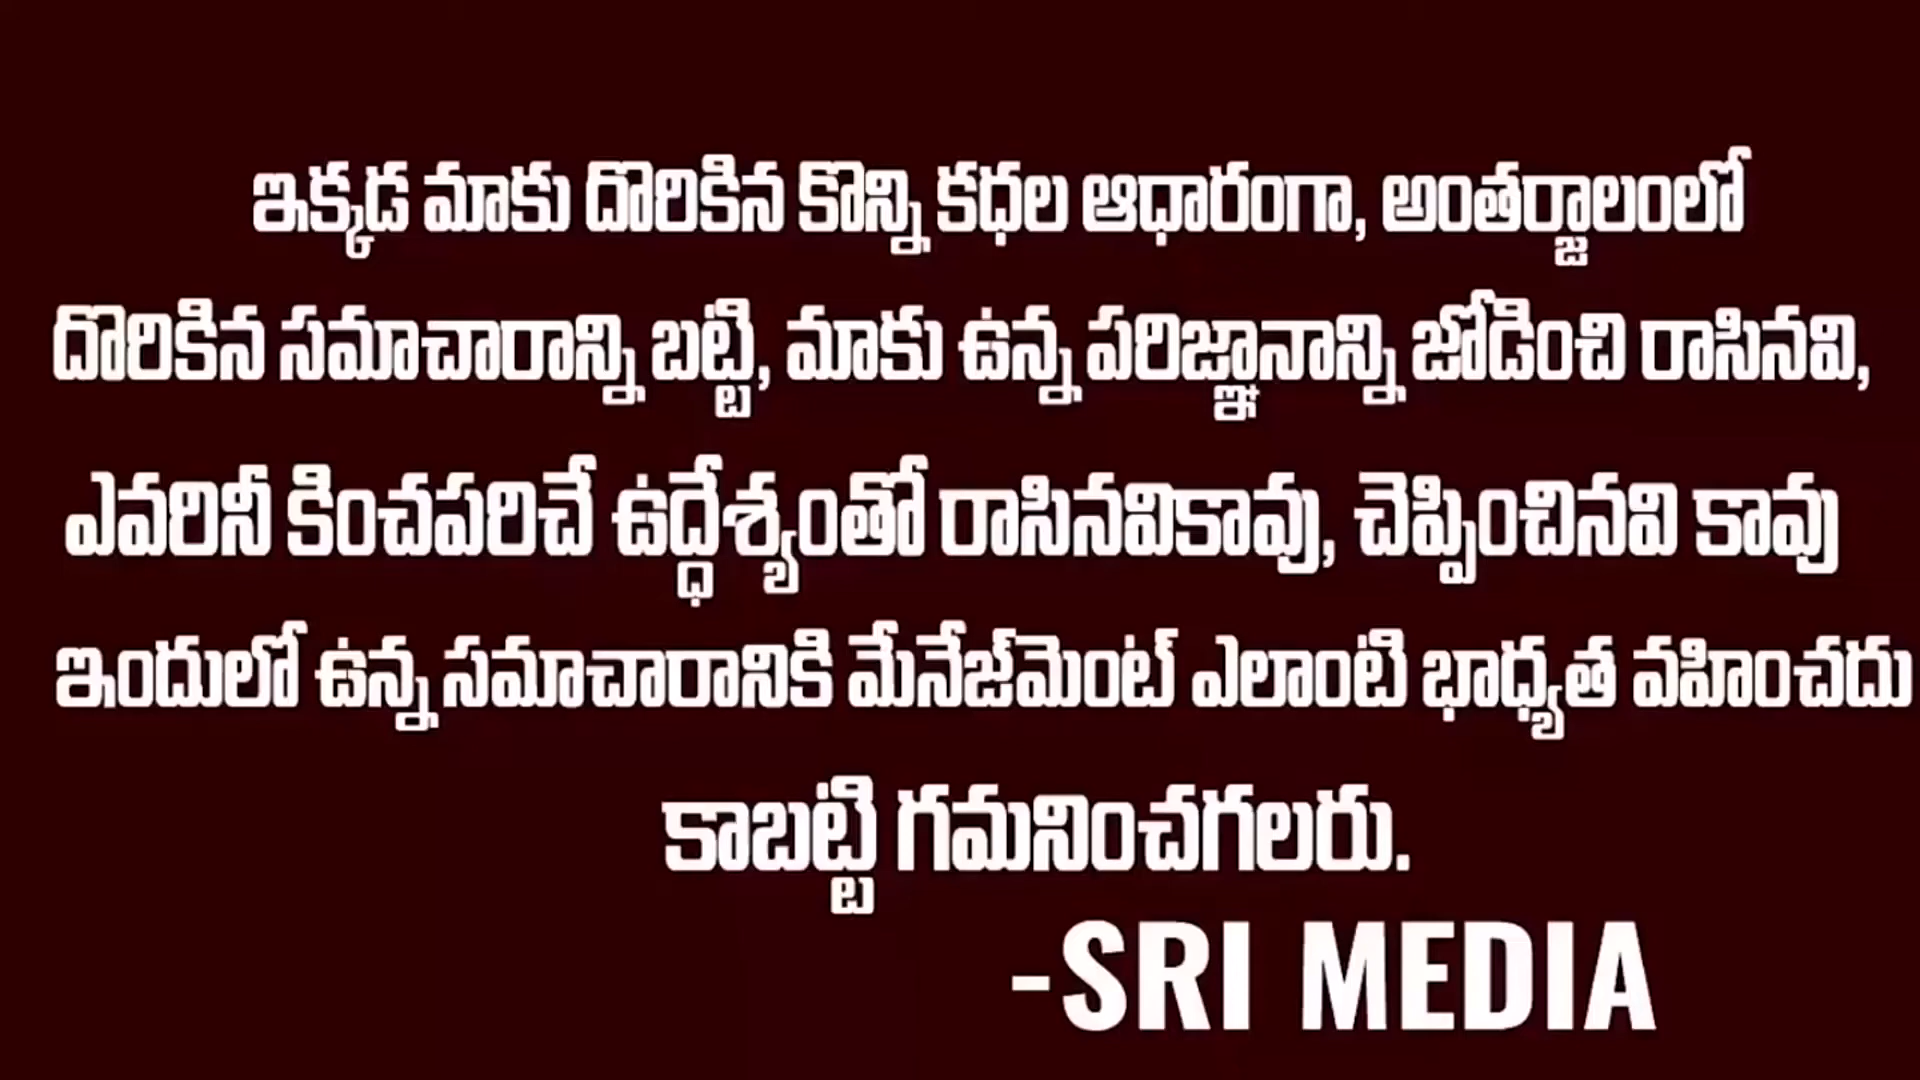 ఇక్కడ మాకు దొరికిన కొన్ని కధల ఆధారంగా, అంతర్జాలంలో
దొరికిన సమాచారాన్ని బట్టి, మాకు ఉన్న పరిజ్ఞానాన్ని జోడించి రాసినవి,
ఎవరినీ కించపరిచే ఉద్ధేశ్యంతో రాసినవికావు, చెప్పించినవి కావు
ఇందులో ఉన్న సమాచారానికి మేనేజ్‌మెంట్ ఎలాంటి భాధ్యత వహించదు
కాబట్టి గమనించగలరు.
-SRI MEDIA